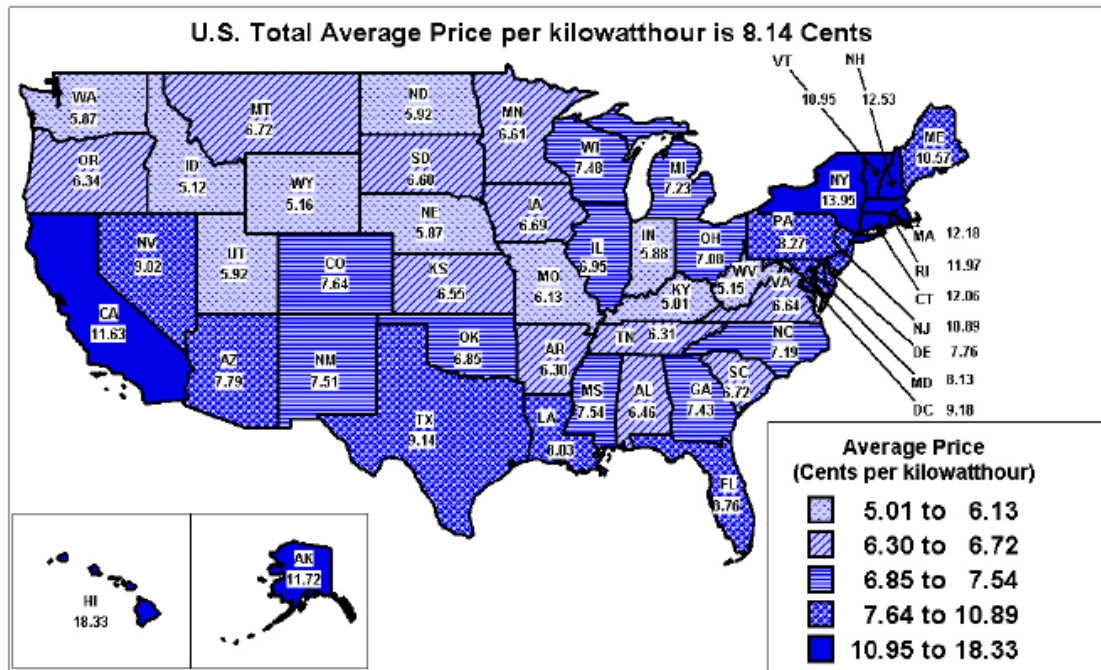 U.S. Total Average Price per kilowatthour is 8.14 Cents
VT
NH
10.95
12.53
WA
5.87
MT
6.72
ND
5.92
MN
6.61
ME
10.57
OR
6.34
ID
5.12
WY
5.16
SD
6.60
WI
7.48
MI
7.23
NY
13.95
NV
9.02
UT
5.92
CO
7.64
NE
5.87
IA
6.69
IL
6.95
IN
5.88
OH
7.08
PA
8.27
MA 12.18
RI 11.97
CT 12.06
NJ 10.89
DE 7.76
MD 8.13
DC 9.18
CA
11.63
KS
6.55
MO
6.13
KY
5.01
WV
5.15
VA
6.64
AZ
7.79
NM
7.51
OK
6.85
AR
6.30
TN 6.31
NC
7.19
SC
6.72
TX
9.14
LA
8.03
MS
7.54
AL
6.46
GA
7.43
FL
8.76
HI
18.33
AK
11.72
Average Price
(Cents per kilowatthour)
5.01 to 6.13
6.30 to 6.72
6.85 to 7.54
7.64 to 10.89
10.95 to 18.33